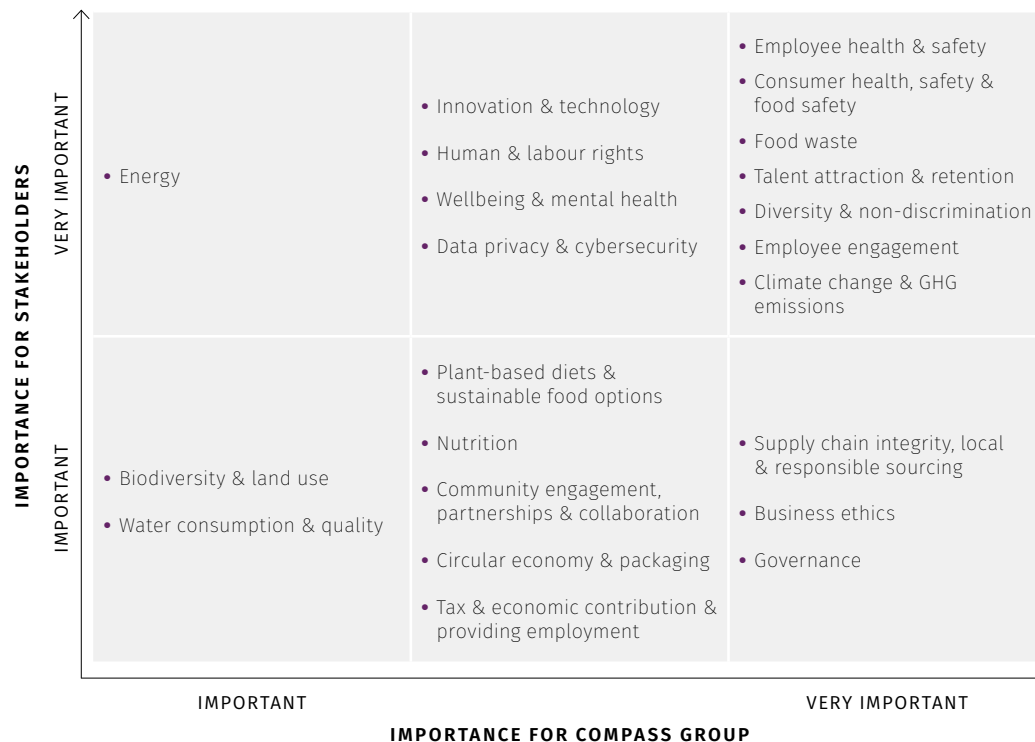 IMPORTANCE FOR STAKEHOLDERS
VERY IMPORTANT
• Energy
• Innovation & technology
• Human & labour rights
• Wellbeing & mental health
• Data privacy & cybersecurity
• Employee health & safety
• Consumer health, safety &
food safety
• Food waste
• Talent attraction & retention
• Diversity & non-discrimination
• Employee engagement
• Climate change & GHG
emissions
IMPORTANT
• Biodiversity & land use
• Water consumption & quality
• Plant-based diets &
sustainable food options
• Nutrition
• Community engagement,
partnerships & collaboration
• Circular economy & packaging
• Tax & economic contribution &
providing employment
• Supply chain integrity, local
& responsible sourcing
• Business ethics
• Governance
IMPORTANT
VERY IMPORTANT
IMPORTANCE FOR COMPASS GROUP